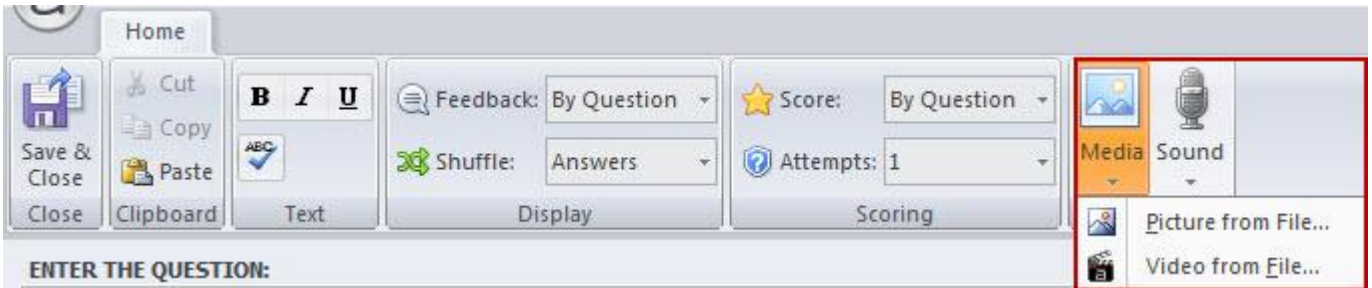 Home
Save & Close
Close
Cut
Copy
Paste
Clipboard
B I U
ABC
Text
Feedback: By Question
Shuffle: Answers
Display
Score: By Question
Attempts: 1
Scoring
Media
Sound
Picture from File...
Video from File...
ENTER THE QUESTION: